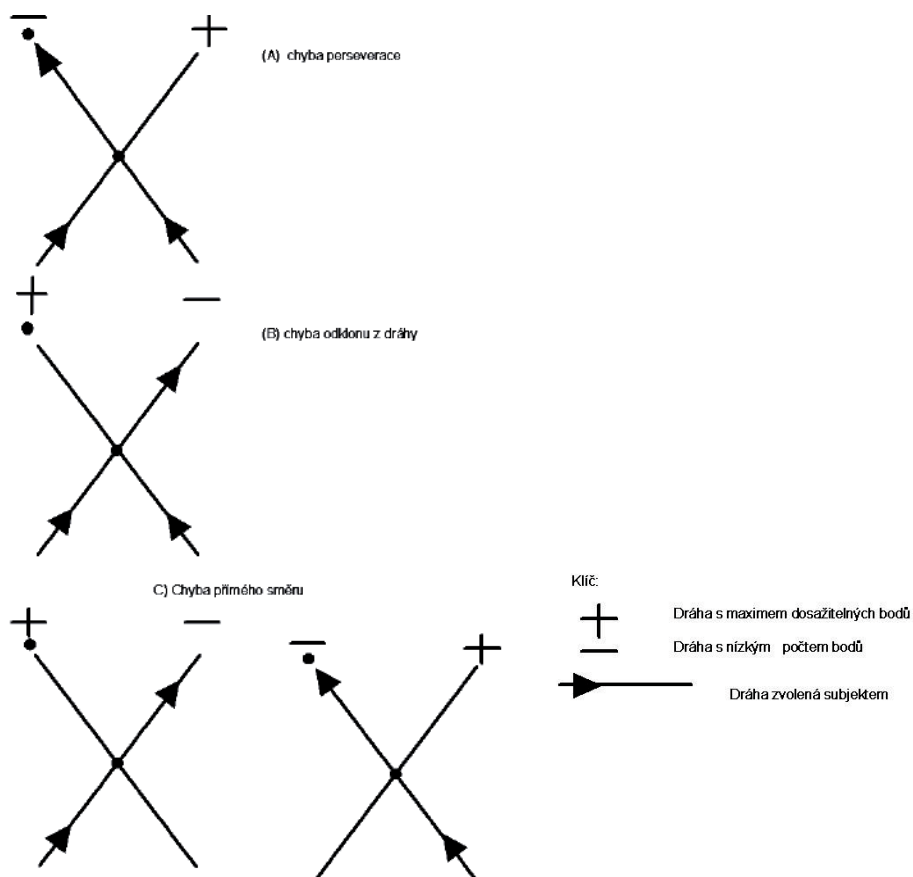 (A) chyba perseverace
(B) chyba odklonu z dráhy
C) Chyba přímého směru
Klíč:
Dráha s maximem dosažitelných bodů
Dráha s nízkým počtem bodů
Dráha zvolená subjektem